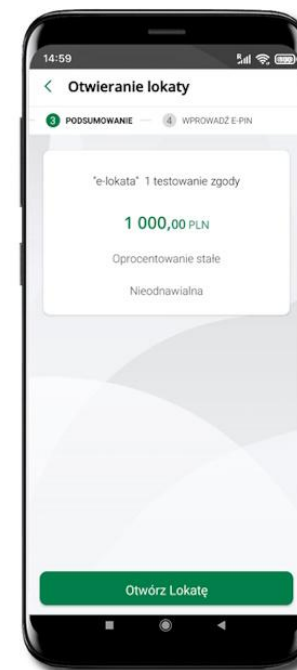 14:59
Otwieranie lokaty
3 PODSUMOWANIE 4 WPROWADŹ E-PIN
"e-lokata" 1 testowanie zgody
1 000,00 PLN
Oprocentowanie stałe
Nieodnawialna
Otwórz Lokatę